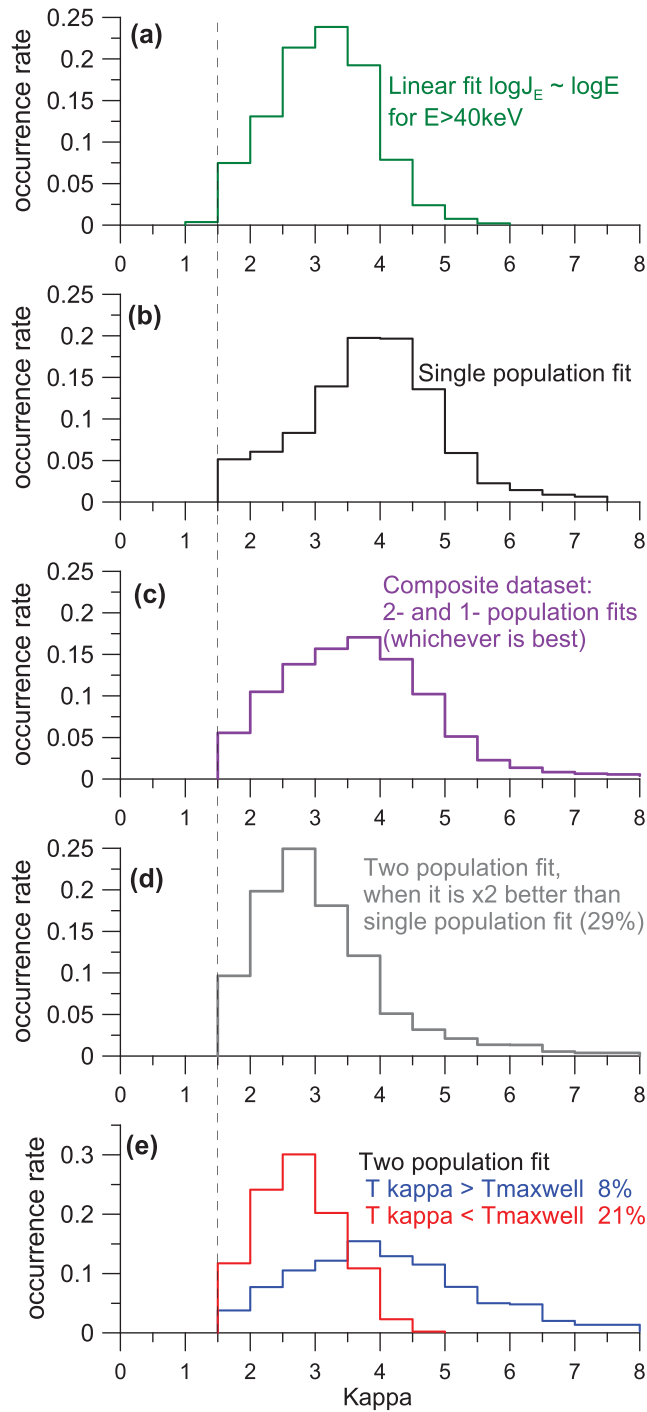 (a)
occurrence rate
0.25
0.2
0.15
0.1
0.05
0
Linear fit logJE ~ logE
for E>40keV
0 1 2 3 4 5 6 7 8
(b)
occurrence rate
0.25
0.2
0.15
0.1
0.05
0
Single population fit
0 1 2 3 4 5 6 7 8
(c)
occurrence rate
0.25
0.2
0.15
0.1
0.05
0
Composite dataset:
2- and 1- population fits
(whichever is best)
0 1 2 3 4 5 6 7 8
(d)
occurrence rate
0.25
0.2
0.15
0.1
0.05
0
Two population fit,
when it is x2 better than
single population fit (29%)
0 1 2 3 4 5 6 7 8
(e)
occurrence rate
0.3
0.2
0.1
0
Two population fit
T kappa > Tmaxwell 8%
T kappa < Tmaxwell 21%
0 1 2 3 4 5 6 7 8
Kappa